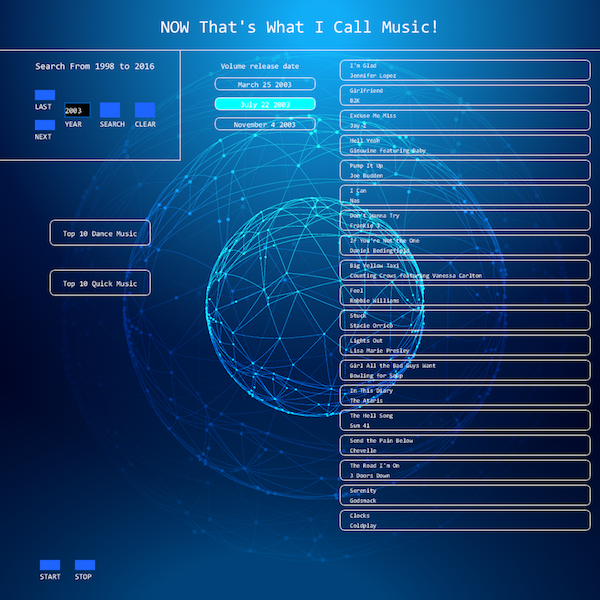 NOW That's What I Call Music!
Search From 1998 to 2016
LAST
NEXT
2003
YEAR
SEARCH
CLEAR
Top 10 Dance Music
Top 10 Quick Music
START
STOP
Volume release date
March 25 2003
July 22 2003
November 4 2003
I'm Glad
Jennifer Lopez
Girlfriend
B2K
Excuse Me Miss
Jay-Z
Hell Yeah
Ginuwine featuring Baby
Pump It Up
Joe Budden
I Can
Nas
Don't Wanna Try
Frankie J
If You're Not the One
Daniel Bedingfield
Big Yellow Taxi
Counting Crows featuring Vanessa Carlton
Feel
Robbie Williams
Stuck
Stacie Orrico
Lights Out
Lisa Marie Presley
Girl All the Bad Guys Want
Bowling for Soup
In This Diary
The Ataris
The Hell Song
Sum 41
Send the Pain Below
Chevelle
The Road I'm On
3 Doors Down
Serenity
Godsmack
Clocks
Coldplay